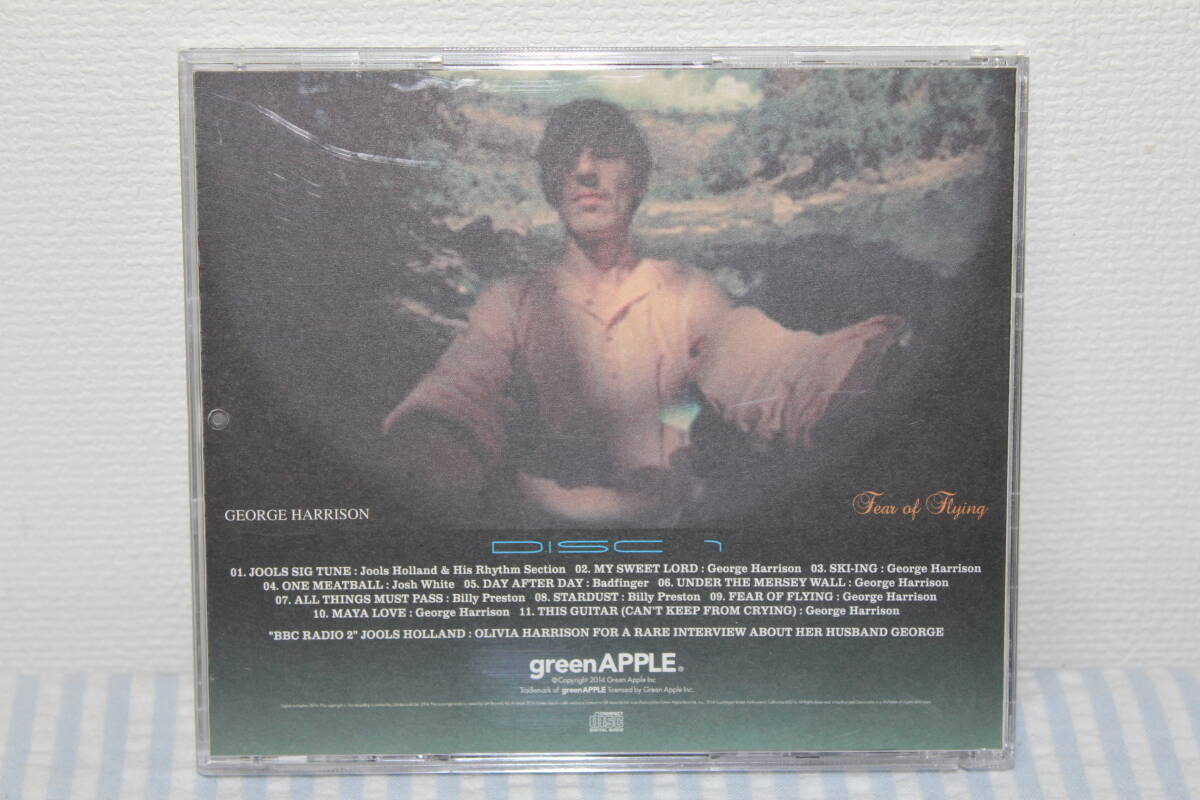 GEORGE HARRISON
Fear of Flying
DISC 1
01. JOOLS SIG TUNE : Jools Holland & His Rhythm Section 02. MY SWEET LORD : George Harrison 03. SKI-ING : George Harrison
04. ONE MEATBALL : Josh White 05. DAY AFTER DAY : Badfinger 06. UNDER THE MERSEY WALL : George Harrison
07. ALL THINGS MUST PASS : Billy Preston 08. STARDUST : Billy Preston 09. FEAR OF FLYING : George Harrison
10. MAYA LOVE : George Harrison 11. THIS GUITAR (CAN'T KEEP FROM CRYING) : George Harrison
"BBC RADIO 2" JOOLS HOLLAND : OLIVIA HARRISON FOR A RARE INTERVIEW ABOUT HER HUSBAND GEORGE
greenAPPLE®
©Copyright 2014 Green Apple Inc
Trademark of greenAPPLE licensed by Green Apple Inc.
COMPACT
disc
DIGITAL AUDIO